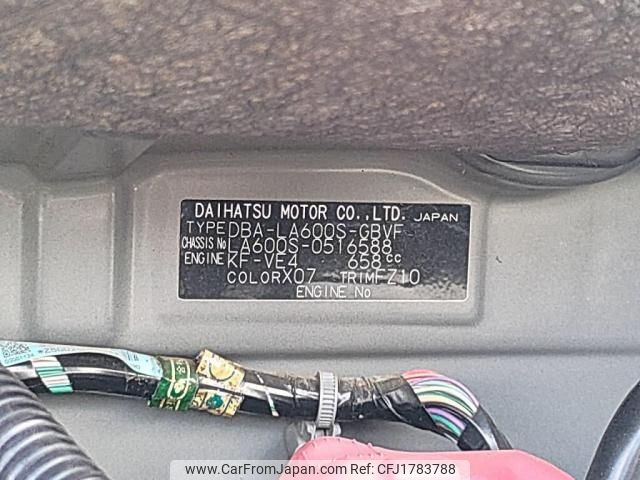 DAIHATSU MOTOR CO.,LTD. JAPAN
TYPE DBA-LA600S-GBVF
CHASSIS No LA600S-0516588
ENGINE KF-VE4 658cc
COLOR X07 TRIM FZ10
ENGINE No
www.CarFromJapan.com | Ref No: CFJ1783788